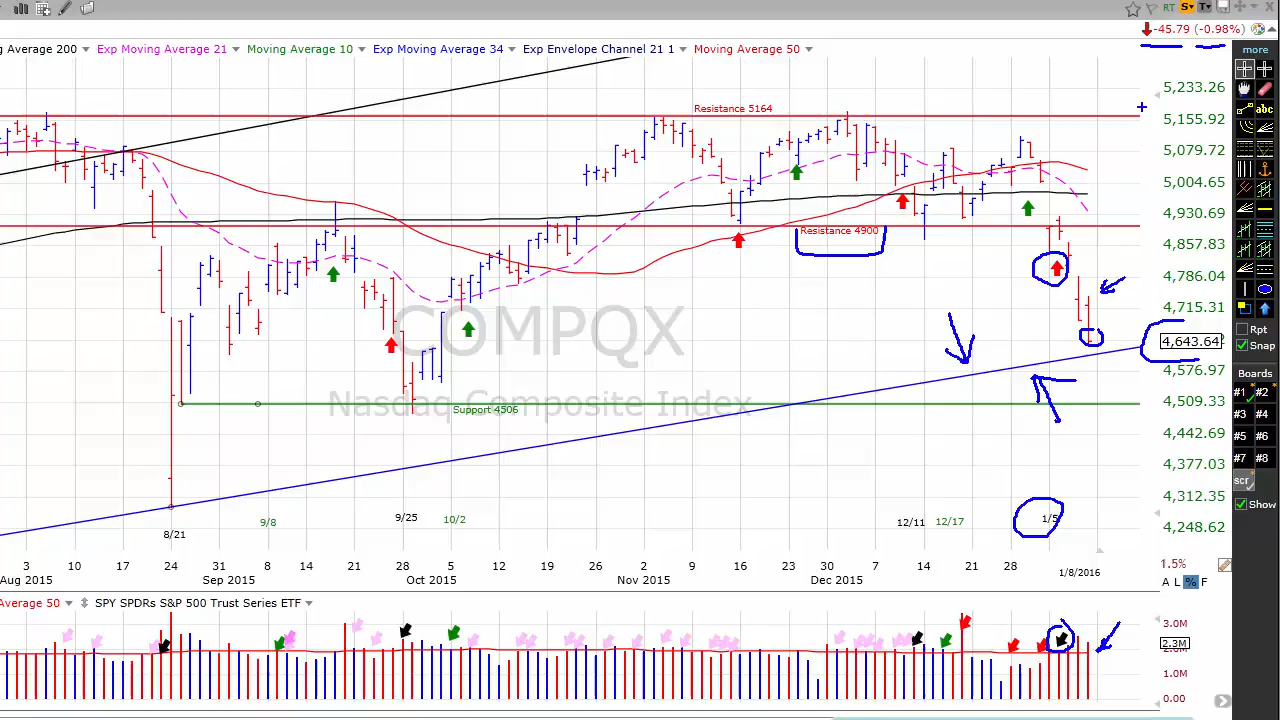 RT S T
-45.79 (-0.98%)
g Average 200 Exp Moving Average 21 Moving Average 10 Exp Moving Average 34 Exp Envelope Channel 21 1 Moving Average 50
more
abc
Resistance 5164
Resistance 4900
COMPQX
Nasdaq Composite Index
Support 4506
5,233.26
5,155.92
5,079.72
5,004.65
4,930.69
4,857.83
4,786.04
4,715.31
4,643.64
4,576.97
4,509.33
4,442.69
4,377.03
4,312.35
4,248.62
Rpt
Snap
Boards
#1 #2
#3 #4
#5 #6
#7 #8
scr
Show
8/21
9/8
9/25
10/2
12/11
12/17
1/5
3 10 17 24 31 8 14 21 28 5 12 19 26 2 9 16 23 30 7 14 21 28
Aug 2015 Sep 2015 Oct 2015 Nov 2015 Dec 2015 1/8/2016
1.5%
A L % F
Average 50 SPY SPDRs S&P 500 Trust Series ETF
3.0M
2.3M
1.0M
0.00